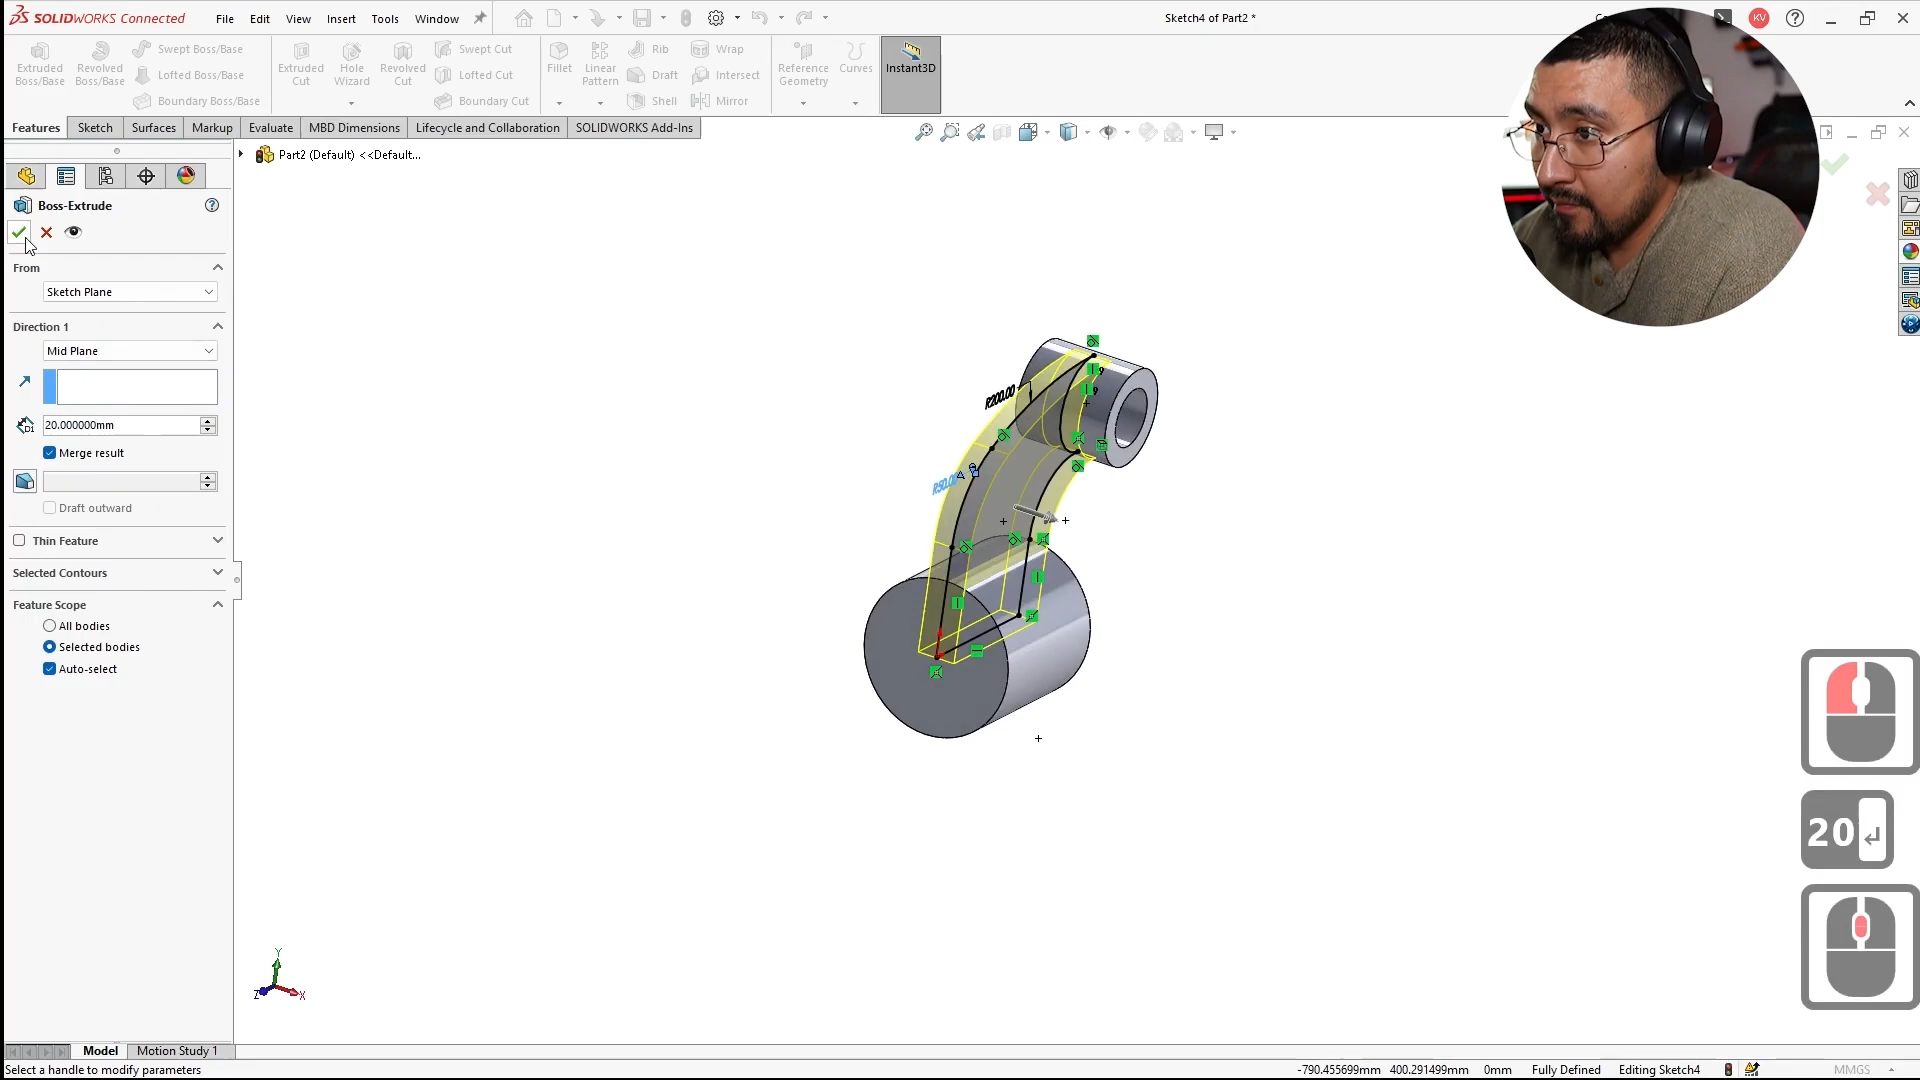 SOLIDWORKS Connected
File Edit View Insert Tools Window
Sketch4 of Part2 *
KV
Extruded Boss/Base
Revolved Boss/Base
Swept Boss/Base
Lofted Boss/Base
Boundary Boss/Base
Extruded Cut
Hole Wizard
Revolved Cut
Swept Cut
Lofted Cut
Boundary Cut
Fillet
Linear Pattern
Rib
Draft
Shell
Wrap
Intersect
Mirror
Reference Geometry
Curves
Instant3D
Features Sketch Surfaces Markup Evaluate MBD Dimensions Lifecycle and Collaboration SOLIDWORKS Add-Ins
Part2 (Default) <<Default...
Boss-Extrude
From
Sketch Plane
Direction 1
Mid Plane
20.000000mm
Merge result
Draft outward
Thin Feature
Selected Contours
Feature Scope
All bodies
Selected bodies
Auto-select
R200.00
R50.00
20
Y
Z
X
Model Motion Study 1
Select a handle to modify parameters
-790.455699mm 400.291499mm 0mm Fully Defined Editing Sketch4 MMGS